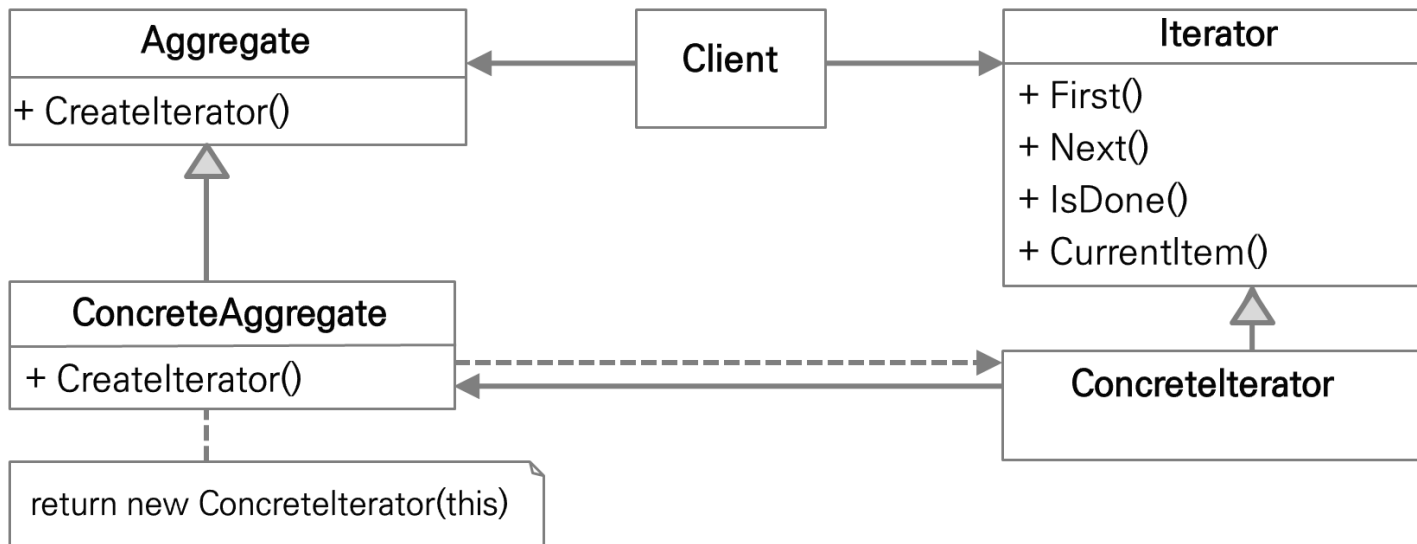 Aggregate
+ CreateIterator()
Client
Iterator
+ First()
+ Next()
+ IsDone()
+ CurrentItem()
ConcreteAggregate
+ CreateIterator()
ConcreteIterator
return new ConcreteIterator(this)